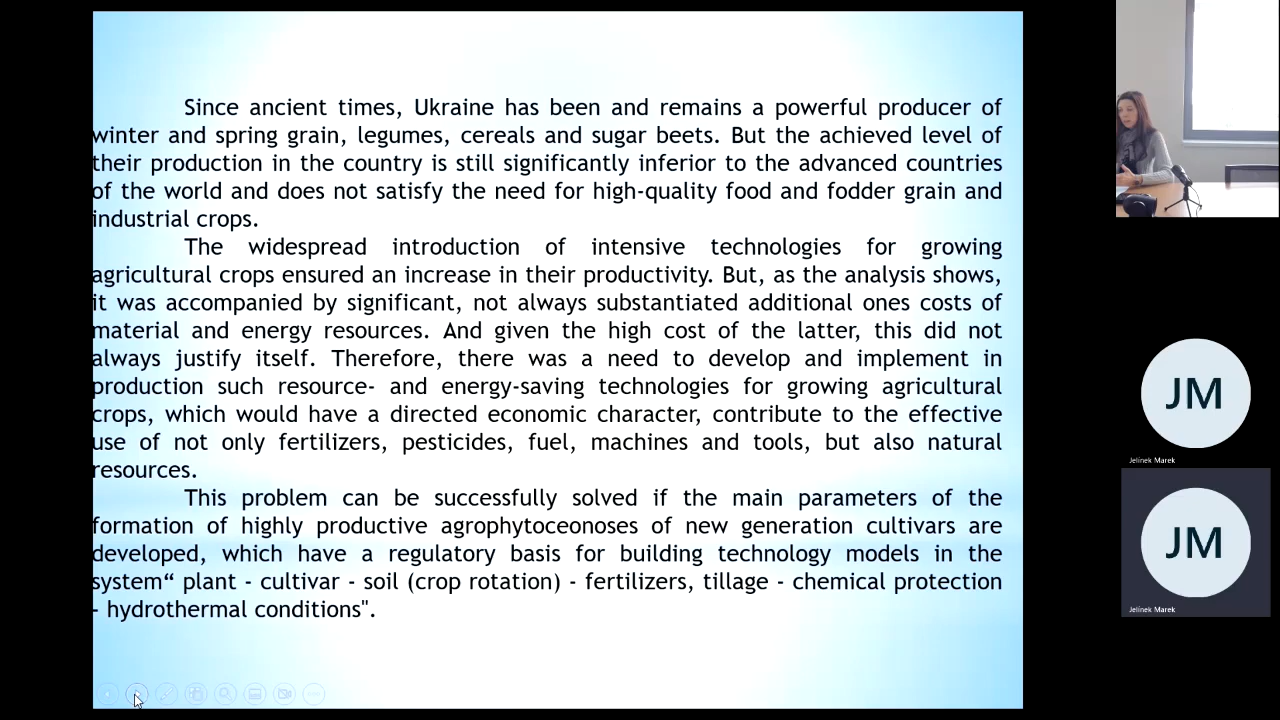 Since ancient times, Ukraine has been and remains a powerful producer of
winter and spring grain, legumes, cereals and sugar beets. But the achieved level of
their production in the country is still significantly inferior to the advanced countries
of the world and does not satisfy the need for high-quality food and fodder grain and
industrial crops.
The widespread introduction of intensive technologies for growing
agricultural crops ensured an increase in their productivity. But, as the analysis shows,
it was accompanied by significant, not always substantiated additional ones costs of
material and energy resources. And given the high cost of the latter, this did not
always justify itself. Therefore, there was a need to develop and implement in
production such resource- and energy-saving technologies for growing agricultural
crops, which would have a directed economic character, contribute to the effective
use of not only fertilizers, pesticides, fuel, machines and tools, but also natural
resources.
This problem can be successfully solved if the main parameters of the
formation of highly productive agrophytoceonoses of new generation cultivars are
developed, which have a regulatory basis for building technology models in the
system“ plant - cultivar - soil (crop rotation) - fertilizers, tillage - chemical protection
- hydrothermal conditions".
JM
Jelínek Marek
JM
Jelínek Marek